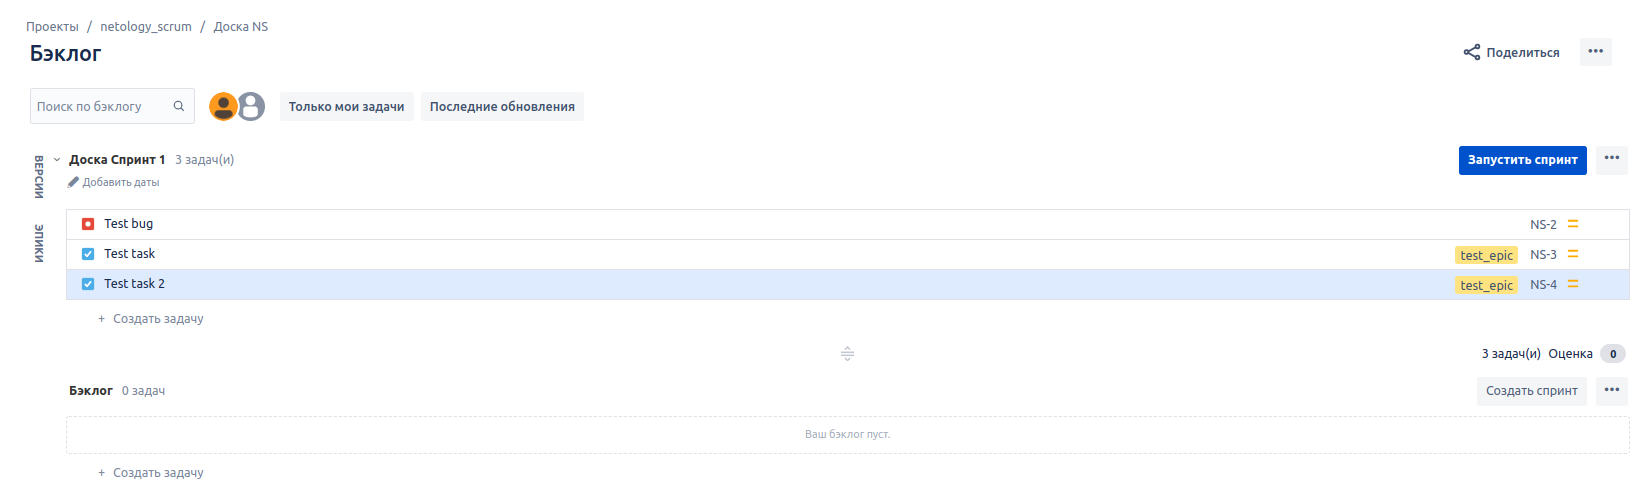 Проекты / netology_scrum / Доска NS
Бэклог
Поделиться
Поиск по бэклогу
Только мои задачи
Последние обновления
ВЕРСИИ
ЭПИКИ
Доска Спринт 1 3 задач(и)
Запустить спринт
Добавить даты
Test bug NS-2
Test task test_epic NS-3
Test task 2 test_epic NS-4
+ Создать задачу
3 задач(и) Оценка 0
Бэклог 0 задач
Создать спринт
Ваш бэклог пуст.
+ Создать задачу